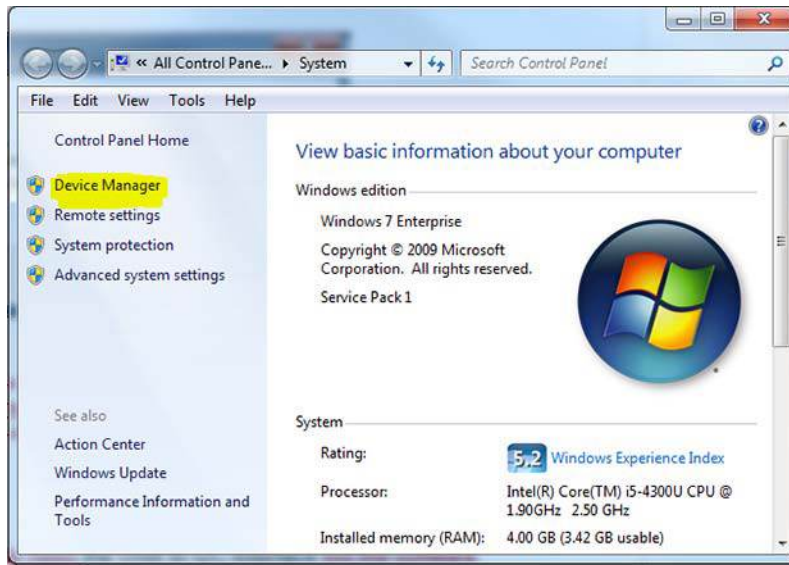 « All Control Pane... ▸ System
Search Control Panel
File Edit View Tools Help
Control Panel Home
Device Manager
Remote settings
System protection
Advanced system settings
See also
Action Center
Windows Update
Performance Information and
Tools
View basic information about your computer
Windows edition
Windows 7 Enterprise
Copyright © 2009 Microsoft
Corporation. All rights reserved.
Service Pack 1
System
Rating:
5.2 Windows Experience Index
Processor:
Intel(R) Core(TM) i5-4300U CPU @
1.90GHz 2.50 GHz
Installed memory (RAM):
4.00 GB (3.42 GB usable)